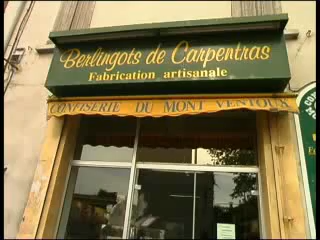 Berlingots de Carpentras
Fabrication artisanale
CONFISERIE DU MONT VENTOUX